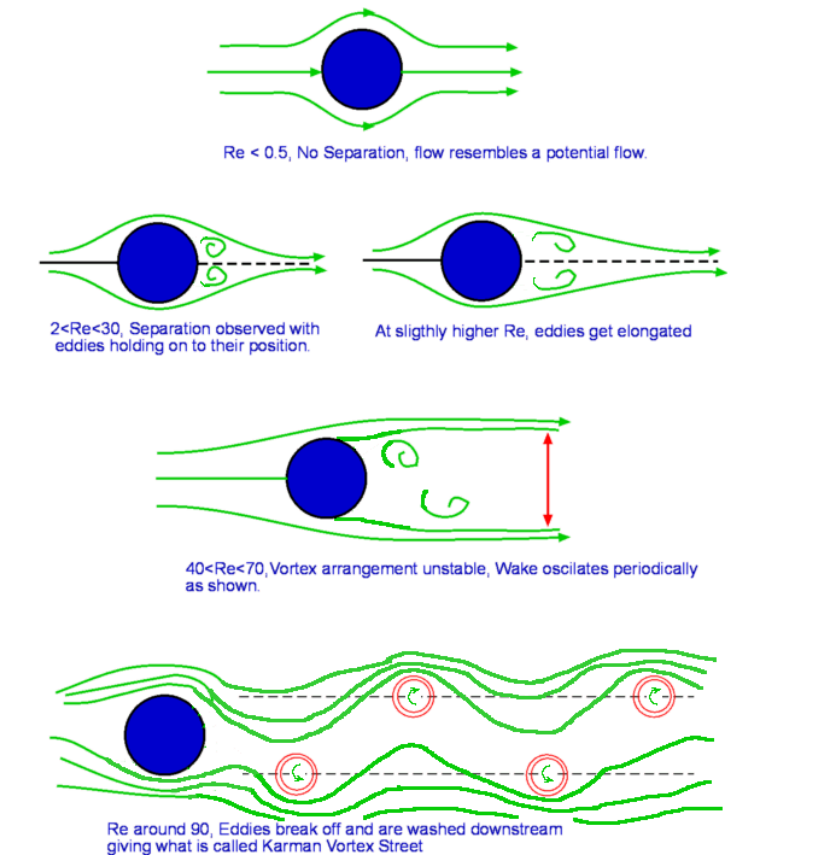 Re < 0.5, No Separation, flow resembles a potential flow.
2<Re<30, Separation observed with
eddies holding on to their position.
At sligthly higher Re, eddies get elongated
40<Re<70,Vortex arrangement unstable, Wake oscilates periodically
as shown.
Re around 90, Eddies break off and are washed downstream
giving what is called Karman Vortex Street